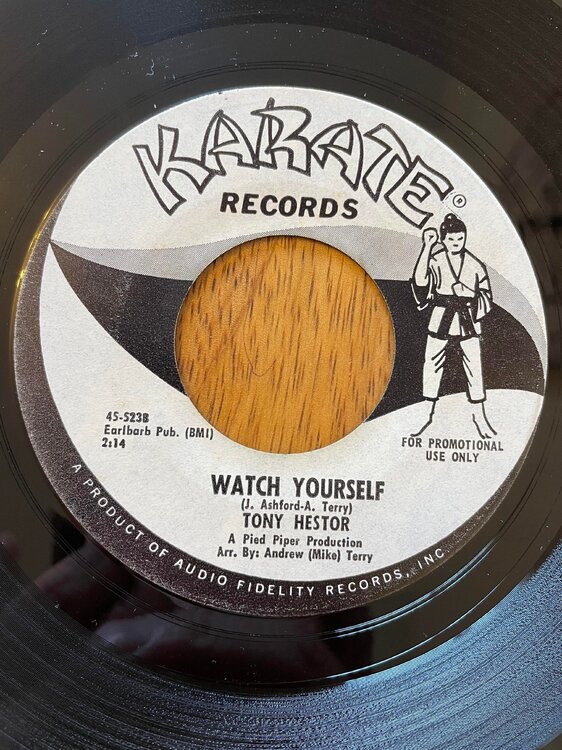 KARATE®
RECORDS
45-523B
Earlbarb Pub. (BMI)
2:14
FOR PROMOTIONAL
USE ONLY
WATCH YOURSELF
(J. Ashford-A. Terry)
TONY HESTOR
A Pied Piper Production
Arr. By: Andrew (Mike) Terry
A PRODUCT OF AUDIO FIDELITY RECORDS, INC.